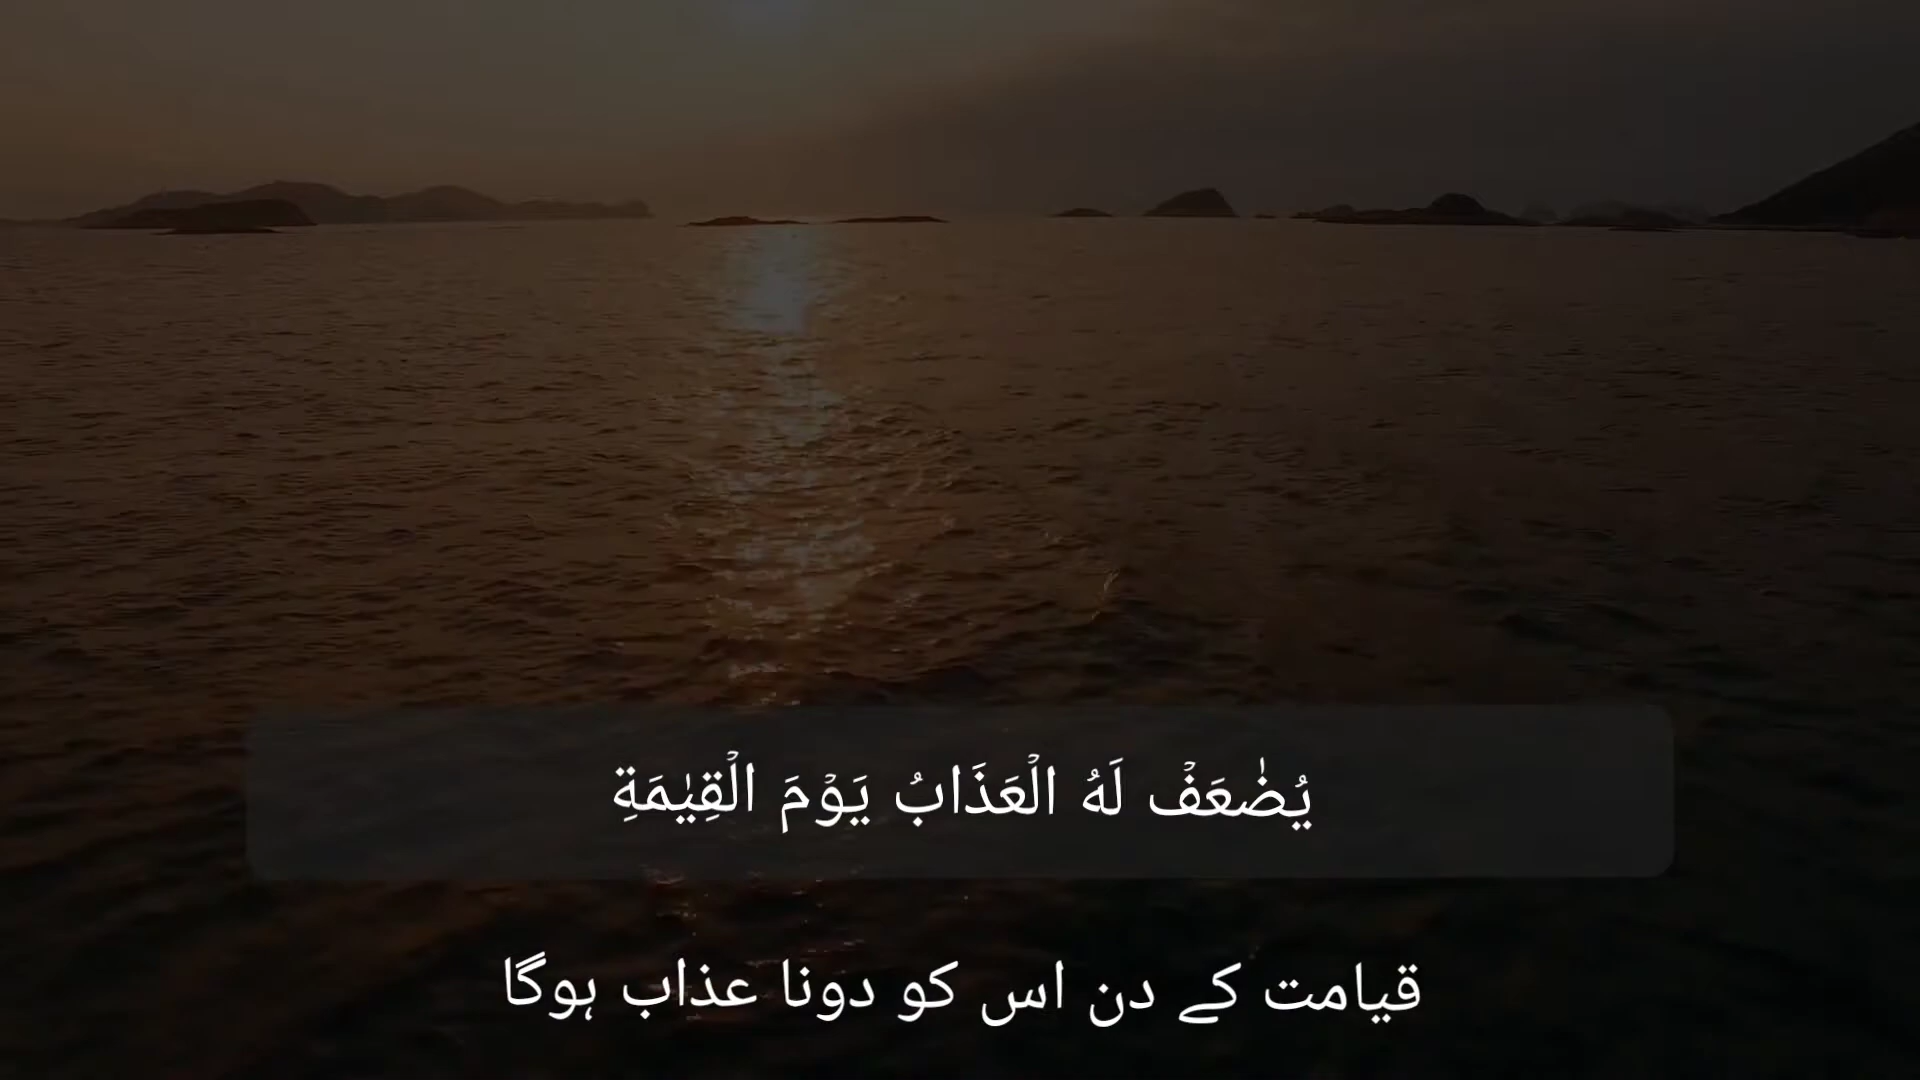 يُضٰعَفۡ لَهُ الۡعَذَابُ يَوۡمَ الۡقِيٰمَةِ
قیامت کے دن اس کو دونا عذاب ہوگا